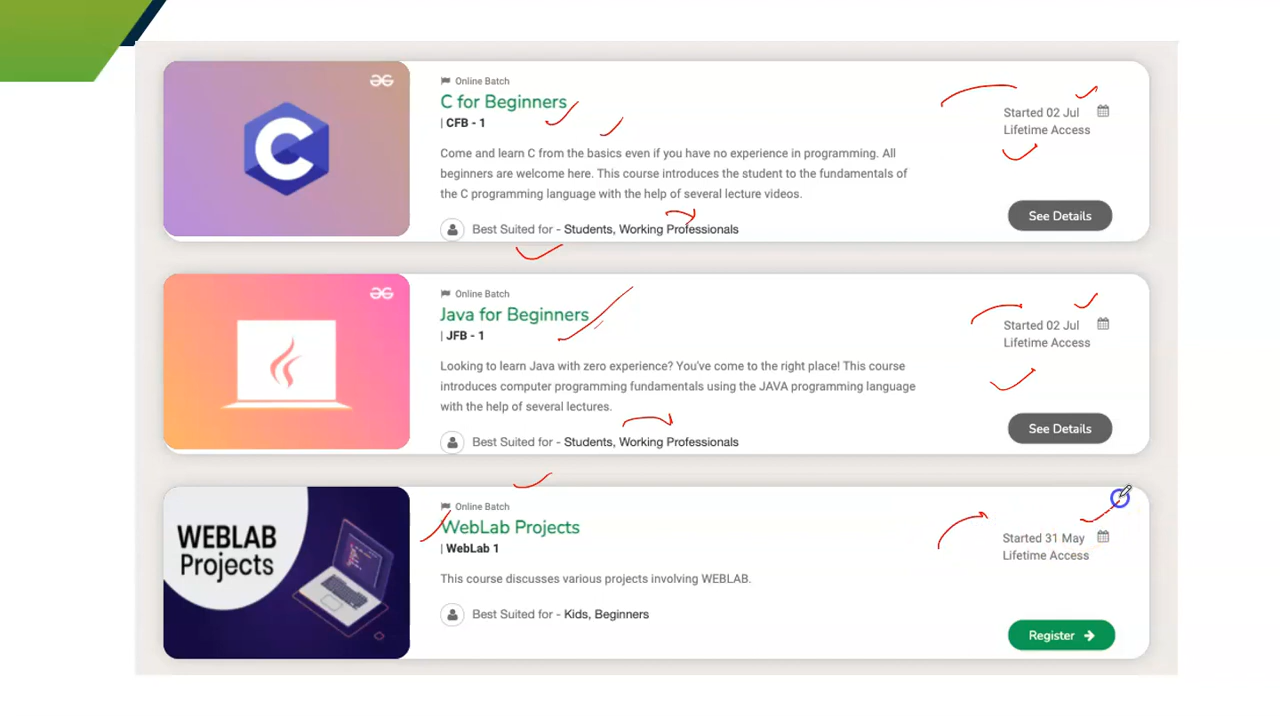 Online Batch
C for Beginners
| CFB - 1
Started 02 Jul
Lifetime Access
Come and learn C from the basics even if you have no experience in programming. All
beginners are welcome here. This course introduces the student to the fundamentals of
the C programming language with the help of several lecture videos.
See Details
Best Suited for - Students, Working Professionals
Online Batch
Java for Beginners
| JFB - 1
Started 02 Jul
Lifetime Access
Looking to learn Java with zero experience? You've come to the right place! This course
introduces computer programming fundamentals using the JAVA programming language
with the help of several lectures.
See Details
Best Suited for - Students, Working Professionals
WEBLAB
Projects
Online Batch
WebLab Projects
| WebLab 1
Started 31 May
Lifetime Access
This course discusses various projects involving WEBLAB.
Best Suited for - Kids, Beginners
Register